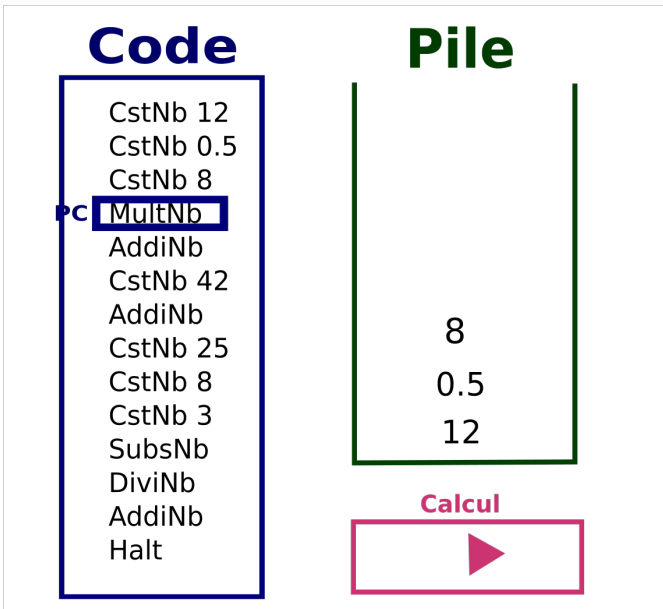 Code
CstNb 12
CstNb 0.5
CstNb 8
PC MultNb
AddiNb
CstNb 42
AddiNb
CstNb 25
CstNb 8
CstNb 3
SubsNb
DiviNb
AddiNb
Halt
Pile
8
0.5
12
Calcul